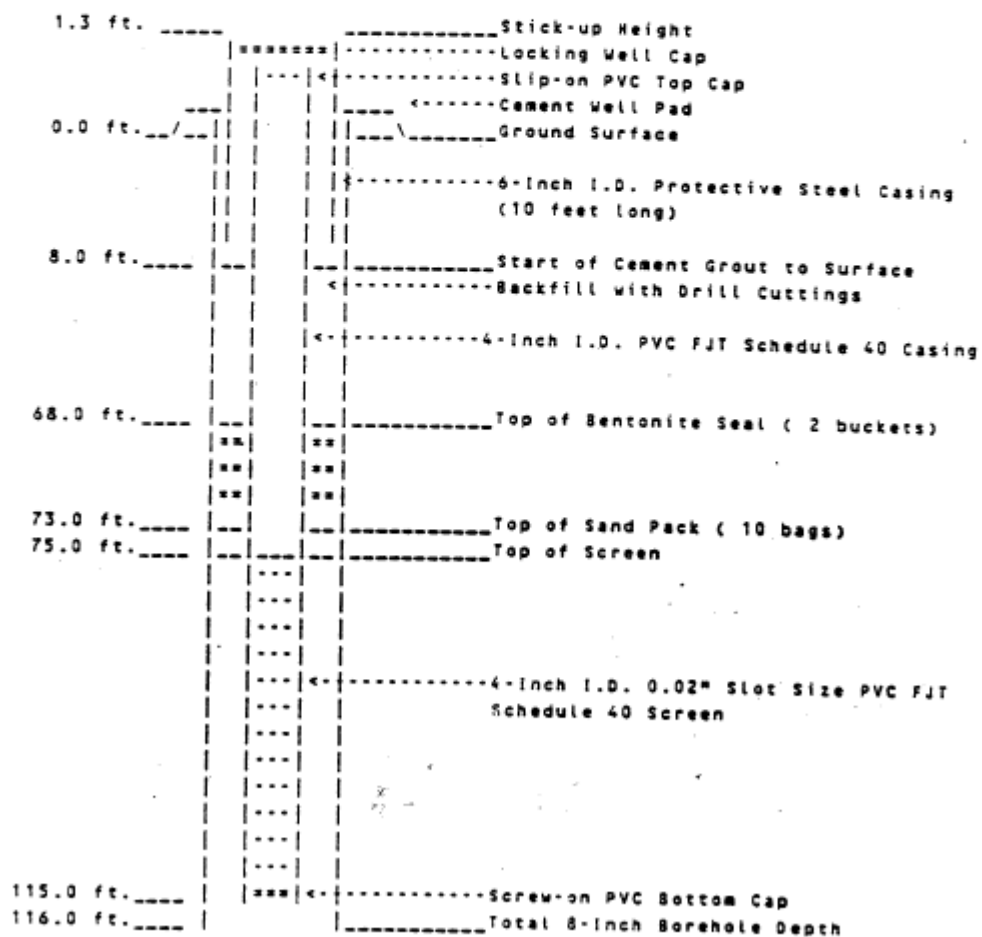 1.3 ft. Stick-up Height
Locking Well Cap
Slip-on PVC Top Cap
Cement Well Pad
0.0 ft. Ground Surface
6-Inch I.D. Protective Steel Casing
(10 feet long)
8.0 ft. Start of Cement Grout to Surface
Backfill with Drill Cuttings
4-Inch I.D. PVC FJT Schedule 40 Casing
68.0 ft. Top of Bentonite Seal ( 2 buckets)
73.0 ft. Top of Sand Pack ( 10 bags)
75.0 ft. Top of Screen
4-Inch I.D. 0.02" Slot Size PVC FJT
Schedule 40 Screen
115.0 ft. Screw-on PVC Bottom Cap
116.0 ft. Total 8-Inch Borehole Depth